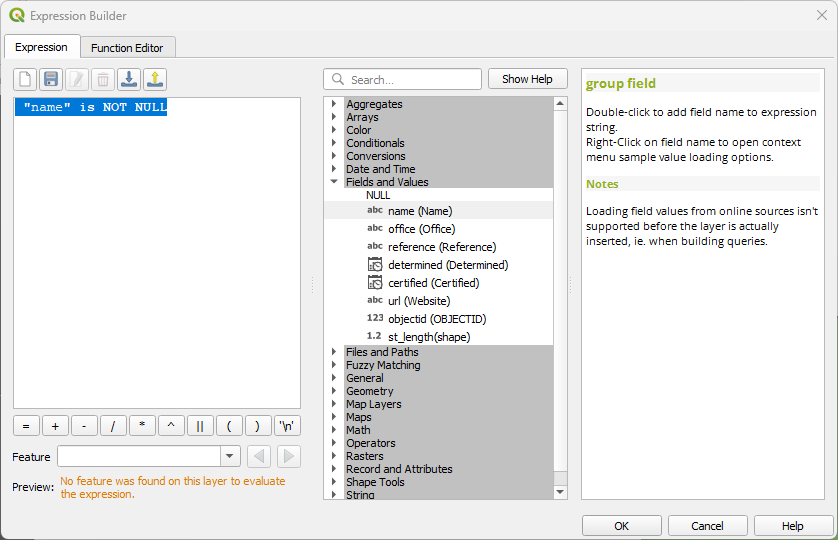 Expression Builder
Expression
Function Editor
"name" is NOT NULL
= + - / * ^ || ( ) '\n'
Feature
Preview: No feature was found on this layer to evaluate
the expression.
Search...
Show Help
Aggregates
Arrays
Color
Conditionals
Conversions
Date and Time
Fields and Values
NULL
abc name (Name)
abc office (Office)
abc reference (Reference)
determined (Determined)
certified (Certified)
abc url (Website)
123 objectid (OBJECTID)
1.2 st_length(shape)
Files and Paths
Fuzzy Matching
General
Geometry
Map Layers
Maps
Math
Operators
Rasters
Record and Attributes
Shape Tools
String
group field
Double-click to add field name to expression
string.
Right-Click on field name to open context
menu sample value loading options.
Notes
Loading field values from online sources isn't
supported before the layer is actually
inserted, ie. when building queries.
OK
Cancel
Help